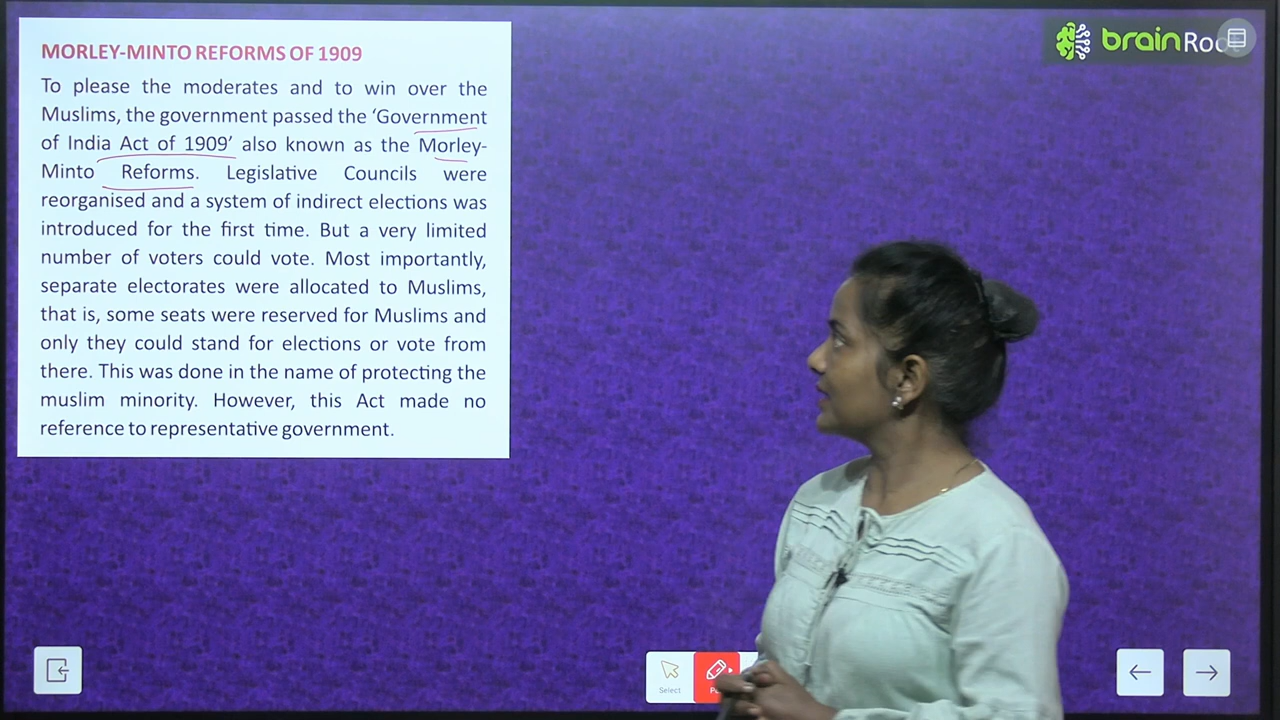 MORLEY-MINTO REFORMS OF 1909
To please the moderates and to win over the
Muslims, the government passed the ‘Government
of India Act of 1909’ also known as the Morley-
Minto Reforms. Legislative Councils were
reorganised and a system of indirect elections was
introduced for the first time. But a very limited
number of voters could vote. Most importantly,
separate electorates were allocated to Muslims,
that is, some seats were reserved for Muslims and
only they could stand for elections or vote from
there. This was done in the name of protecting the
muslim minority. However, this Act made no
reference to representative government.
brain
Select